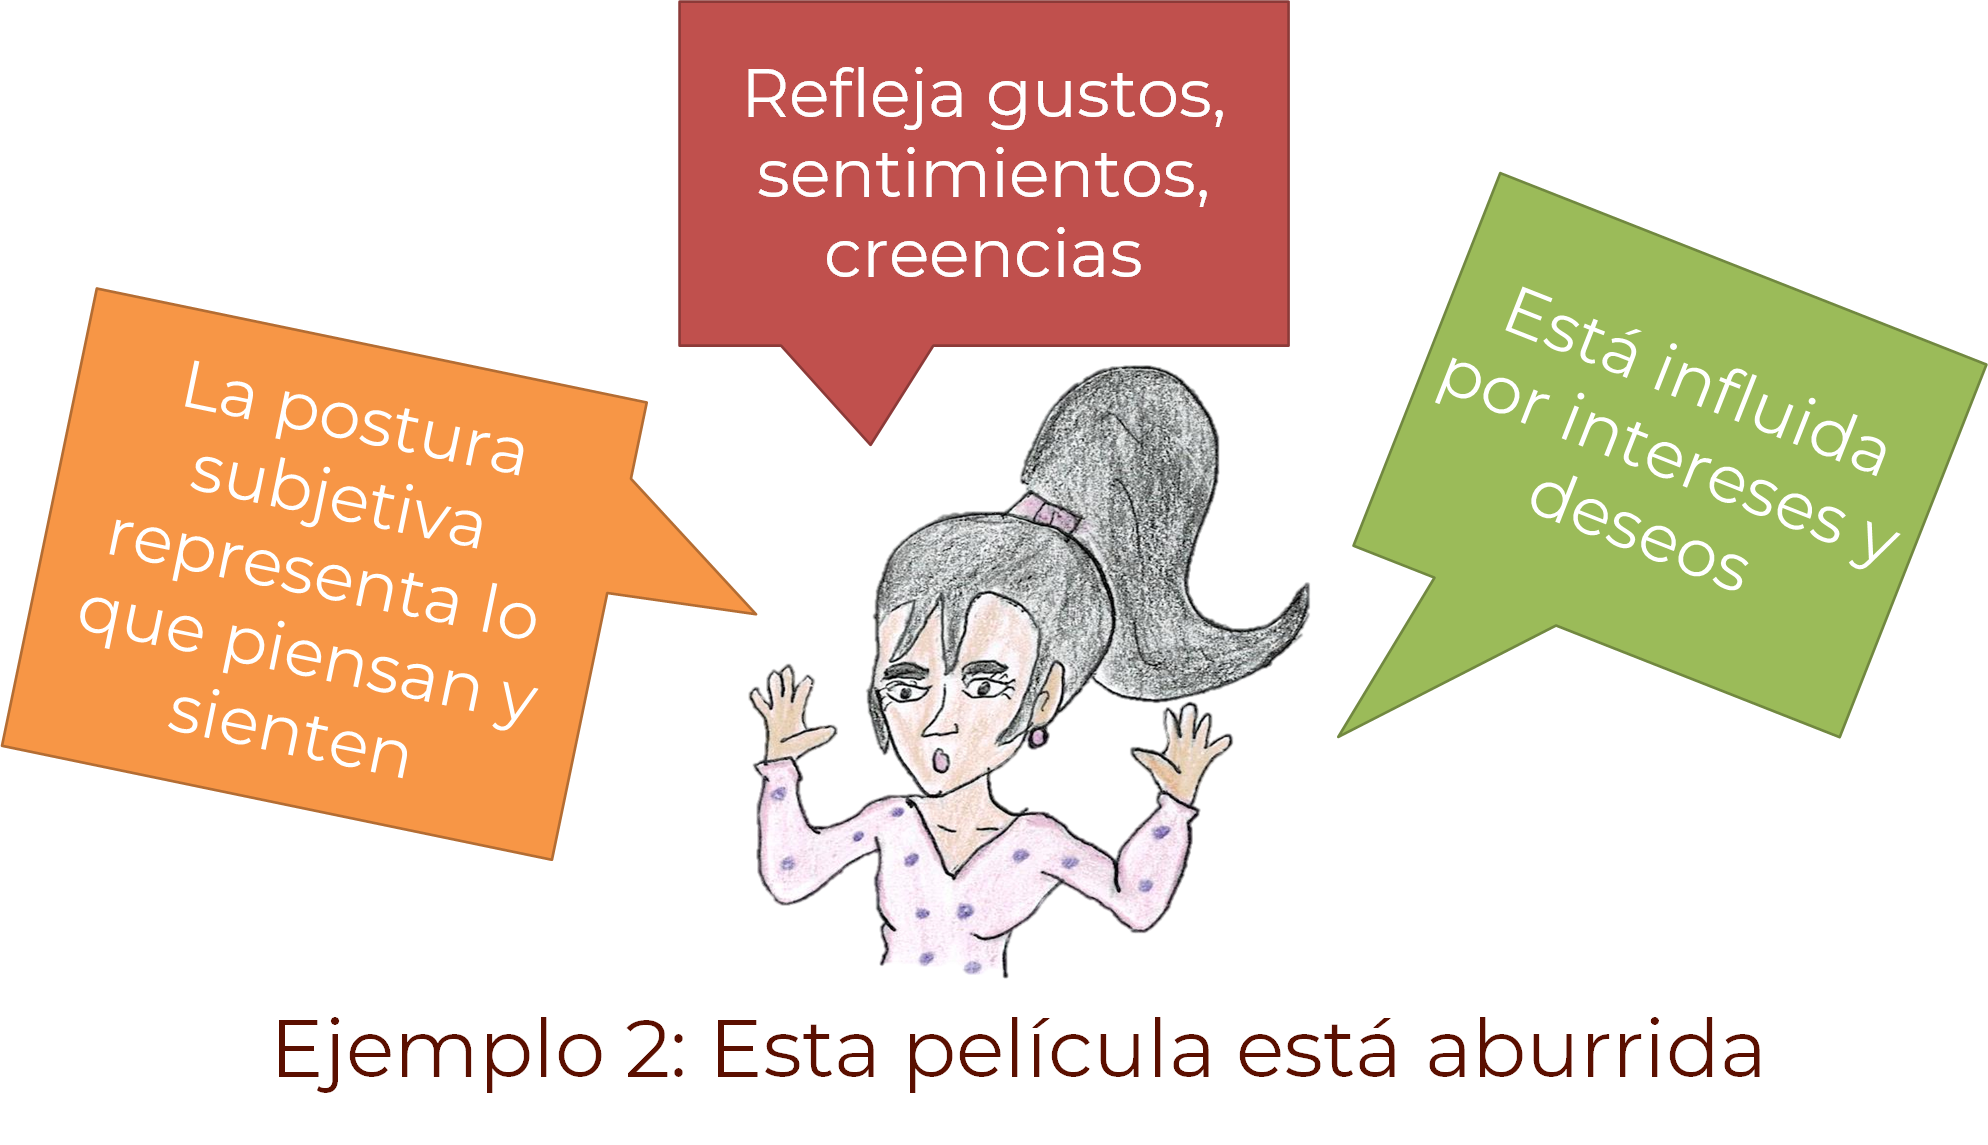 La postura
subjetiva
representa lo
que piensan y
sienten
Refleja gustos,
sentimientos,
creencias
Está influida
por intereses y
deseos
Ejemplo 2: Esta película está aburrida